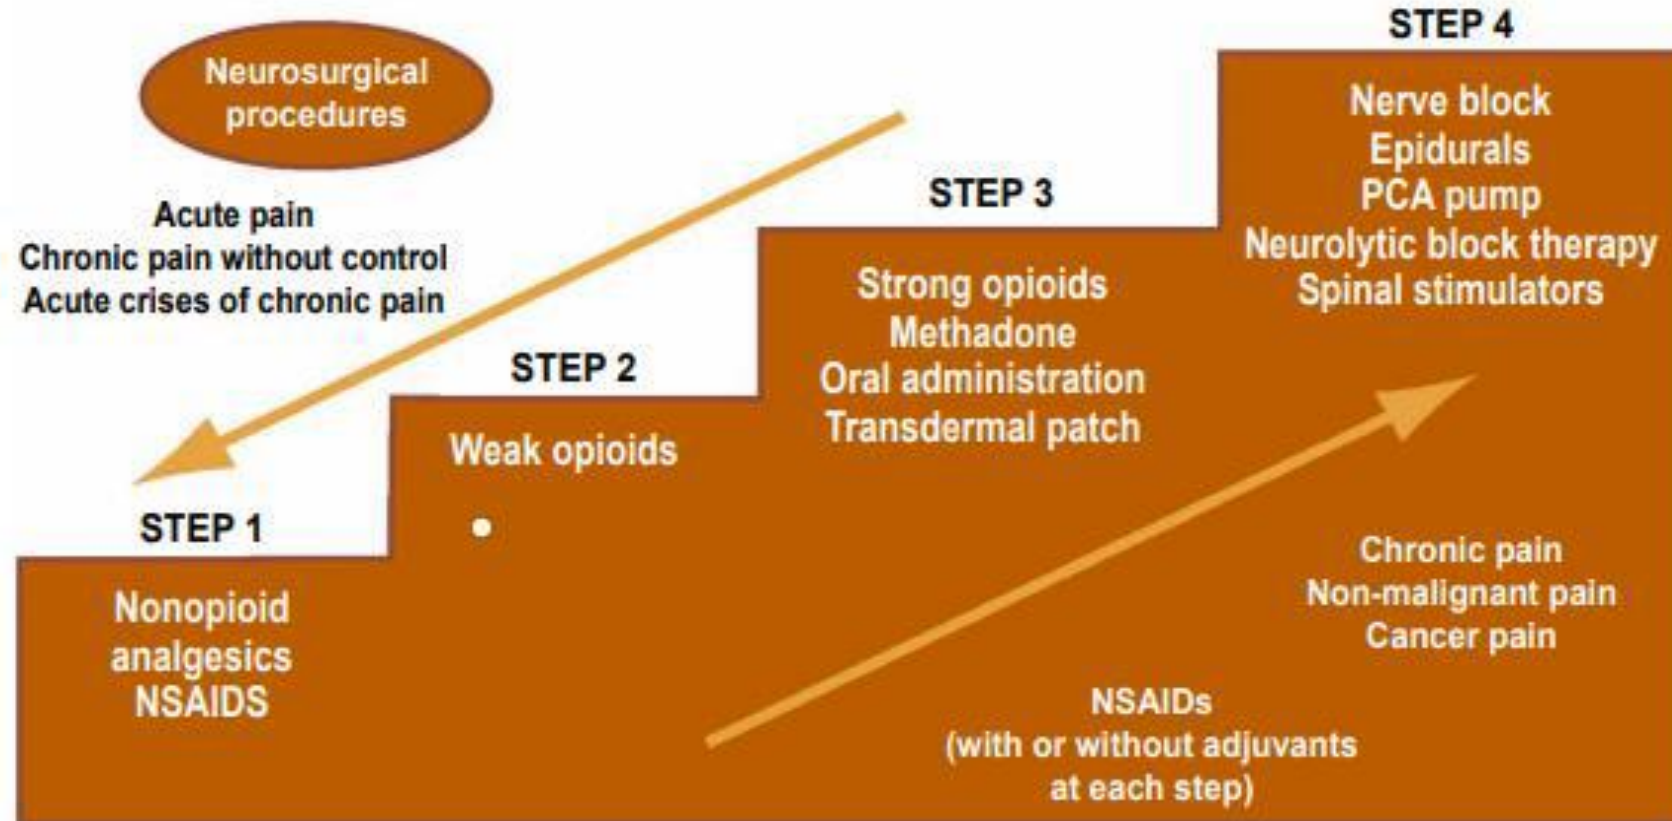 STEP 4
Neurosurgical
procedures
Nerve block
Epidurals
PCA pump
Neurolytic block therapy
Spinal stimulators
STEP 3
Acute pain
Chronic pain without control
Acute crises of chronic pain
Strong opioids
Methadone
Oral administration
Transdermal patch
STEP 2
Weak opioids
STEP 1
Nonopioid
analgesics
NSAIDS
Chronic pain
Non-malignant pain
Cancer pain
NSAIDs
(with or without adjuvants
at each step)